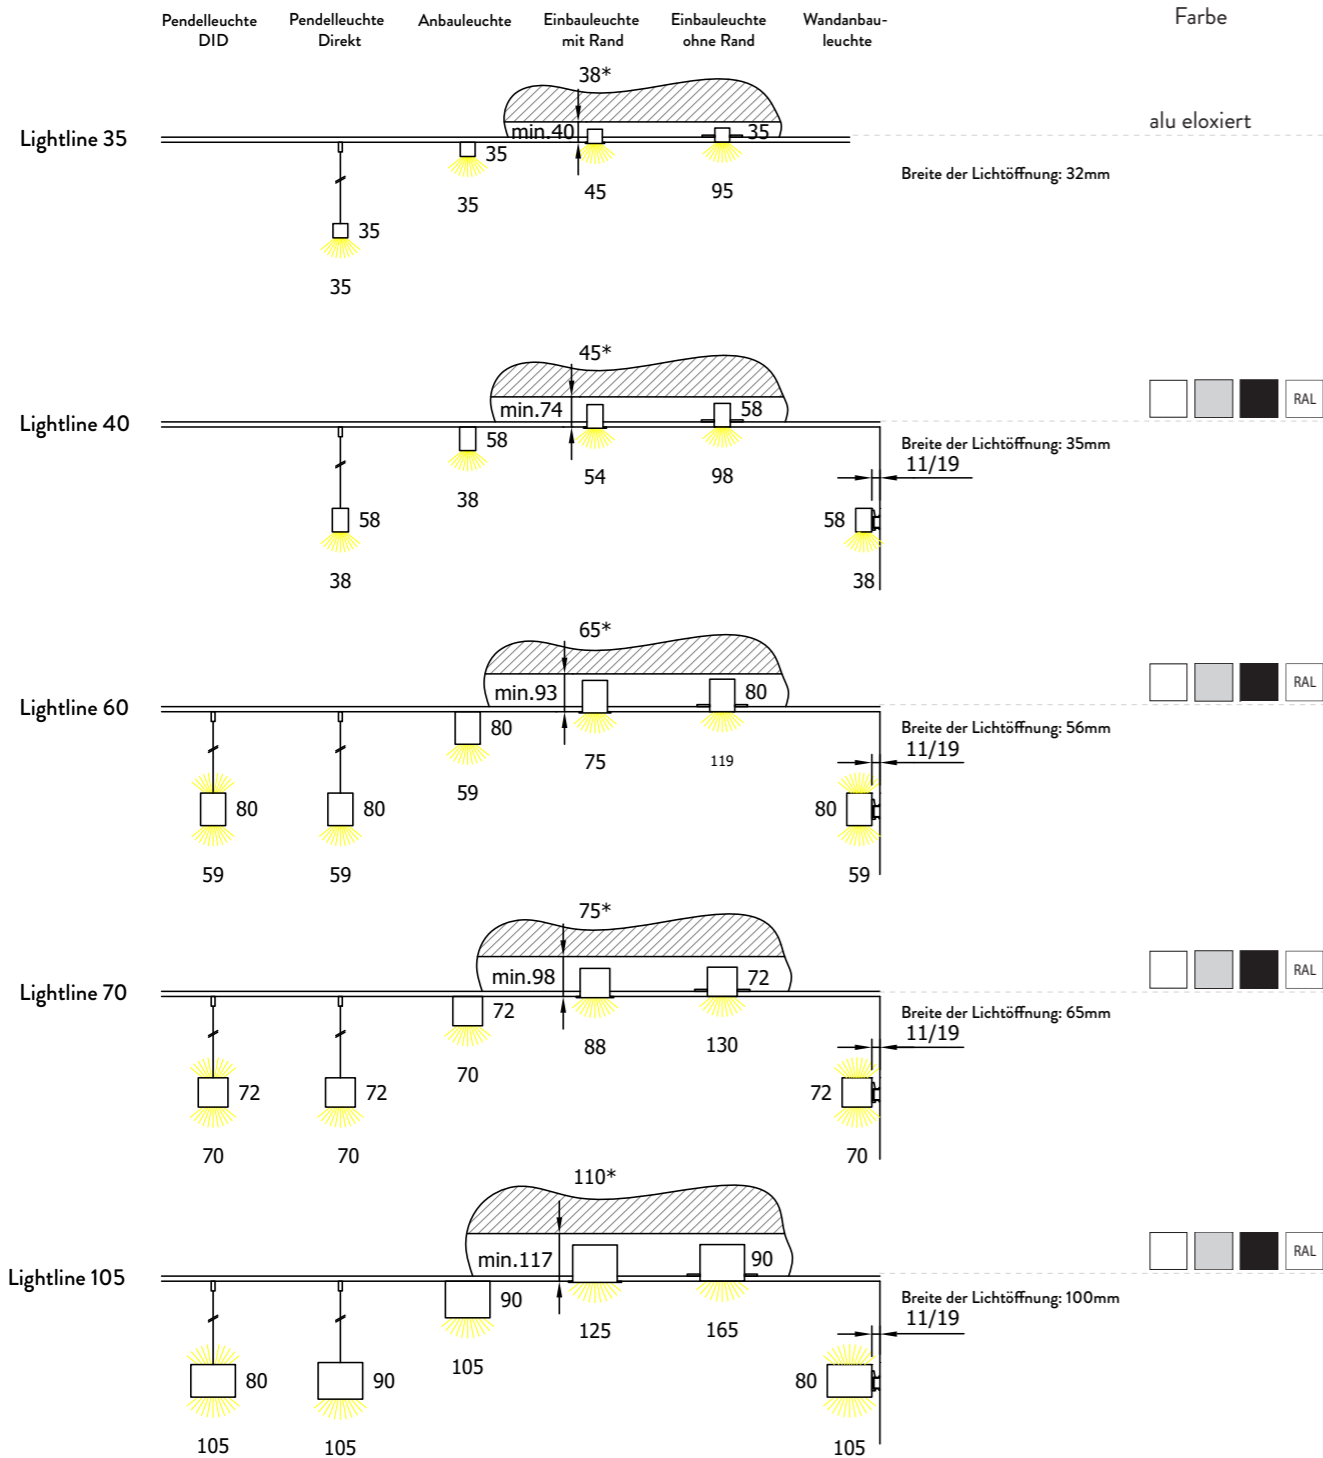 Pendelleuchte
DID
Pendelleuchte
Direkt
Anbauleuchte
Einbauleuchte
mit Rand
Einbauleuchte
ohne Rand
Wandanbau-
leuchte
Farbe
Lightline 35
38*
min.40
35
35
35
45
95
35
35
alu eloxiert
Breite der Lichtöffnung: 32mm
Lightline 40
45*
min.74
58
58
38
54
98
58
38
Breite der Lichtöffnung: 35mm
11/19
58
38
RAL
Lightline 60
65*
min.93
80
80
59
75
119
80
59
80
59
Breite der Lichtöffnung: 56mm
11/19
80
59
RAL
Lightline 70
75*
min.98
72
72
70
88
130
72
70
72
70
Breite der Lichtöffnung: 65mm
11/19
72
70
RAL
Lightline 105
110*
min.117
90
90
105
125
165
80
105
90
105
Breite der Lichtöffnung: 100mm
11/19
80
105
RAL